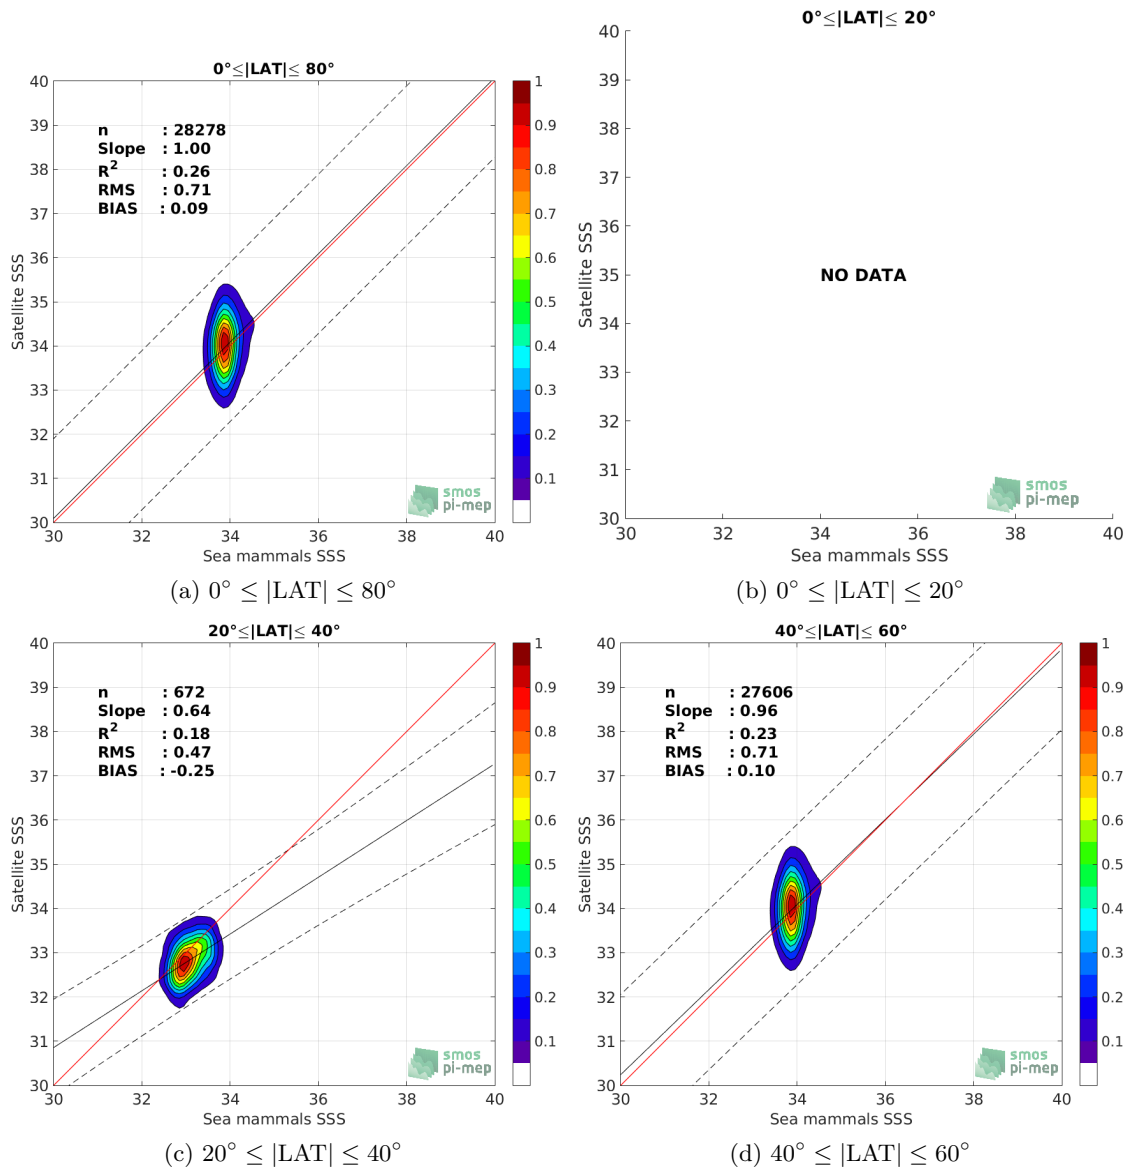 0°≤|LAT|≤ 80°
n : 28278
Slope : 1.00
R² : 0.26
RMS : 0.71
BIAS : 0.09
40
39
38
37
36
35
34
33
32
31
30
30 32 34 36 38 40
Satellite SSS
Sea mammals SSS
1
0.9
0.8
0.7
0.6
0.5
0.4
0.3
0.2
0.1
smos
pi-mep
(a) 0° ≤ |LAT| ≤ 80°
0°≤|LAT|≤ 20°
40
39
38
37
36
35
34
33
32
31
30
30 32 34 36 38 40
Satellite SSS
Sea mammals SSS
NO DATA
smos
pi-mep
(b) 0° ≤ |LAT| ≤ 20°
20°≤|LAT|≤ 40°
n : 672
Slope : 0.64
R² : 0.18
RMS : 0.47
BIAS : -0.25
40
39
38
37
36
35
34
33
32
31
30
30 32 34 36 38 40
Satellite SSS
Sea mammals SSS
1
0.9
0.8
0.7
0.6
0.5
0.4
0.3
0.2
0.1
smos
pi-mep
(c) 20° ≤ |LAT| ≤ 40°
40°≤|LAT|≤ 60°
n : 27606
Slope : 0.96
R² : 0.23
RMS : 0.71
BIAS : 0.10
40
39
38
37
36
35
34
33
32
31
30
30 32 34 36 38 40
Satellite SSS
Sea mammals SSS
1
0.9
0.8
0.7
0.6
0.5
0.4
0.3
0.2
0.1
smos
pi-mep
(d) 40° ≤ |LAT| ≤ 60°